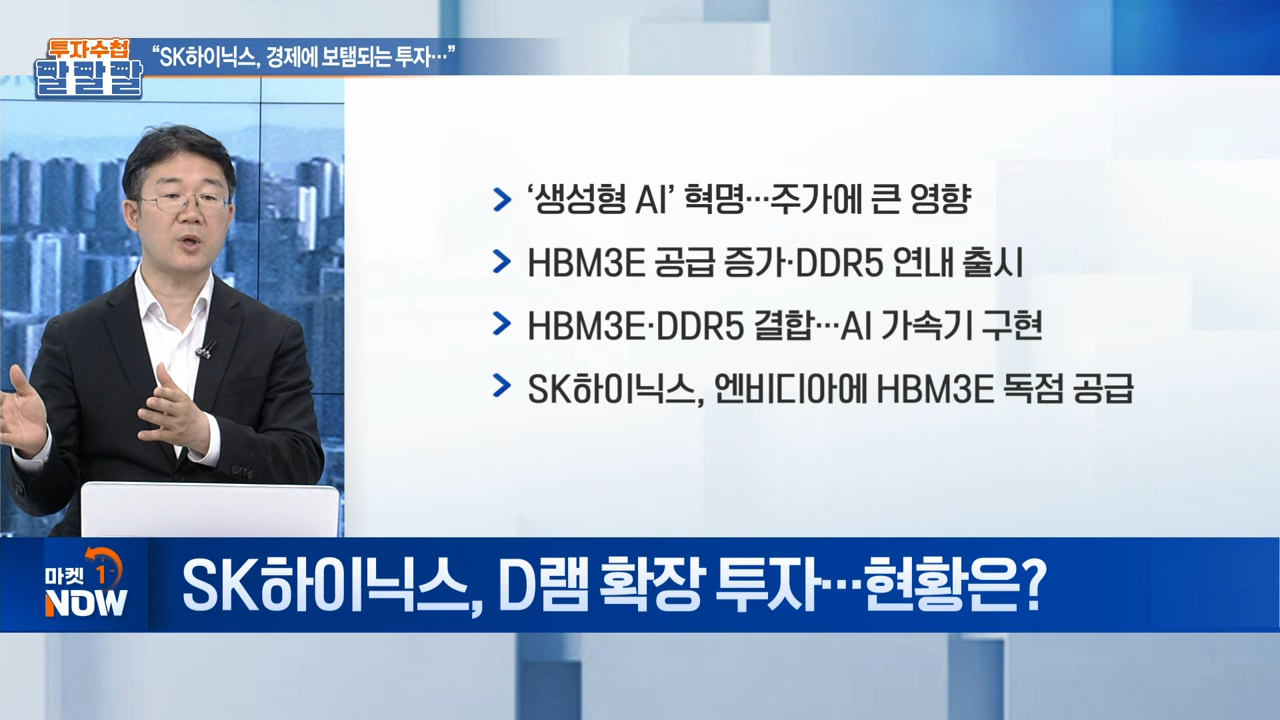 투자수첩
팔팔팔
“SK하이닉스, 경제에 보탬되는 투자…”
‘생성형 AI’ 혁명…주가에 큰 영향
HBM3E 공급 증가·DDR5 연내 출시
HBM3E·DDR5 결합…AI 가속기 구현
SK하이닉스, 엔비디아에 HBM3E 독점 공급
마켓 1
NOW
SK하이닉스, D램 확장 투자…현황은?